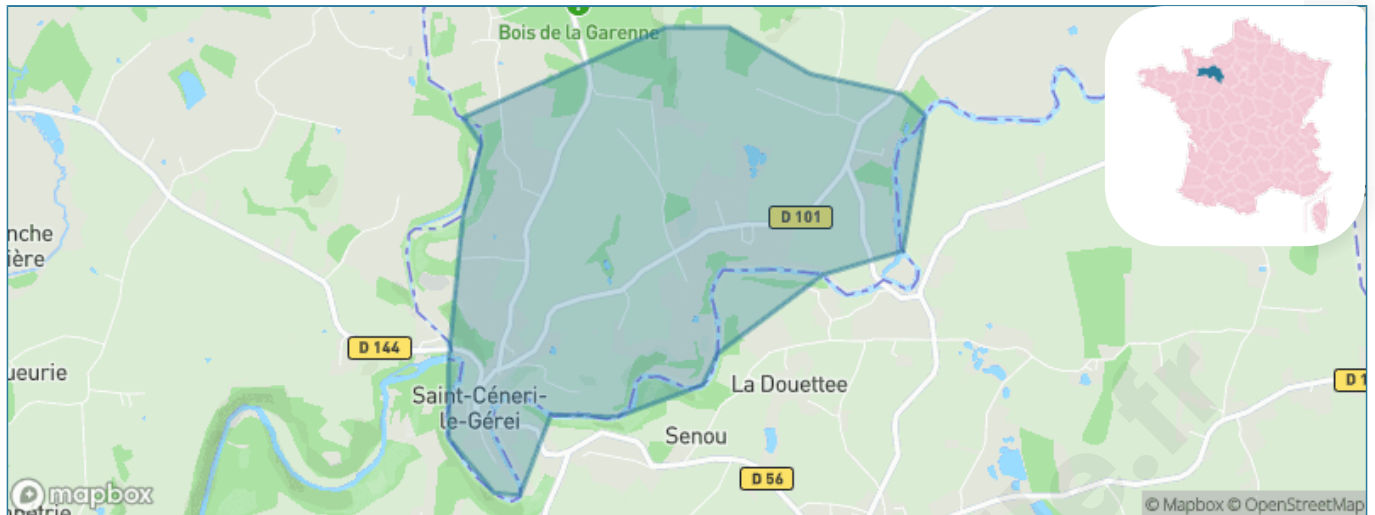 Bois de la Garenne
D 101
nche
ière
D 144
ueurie
Saint-Céneri-
le-Gérei
La Douettee
D 1
Senou
D 56
mapbox
© Mapbox © OpenStreetMap